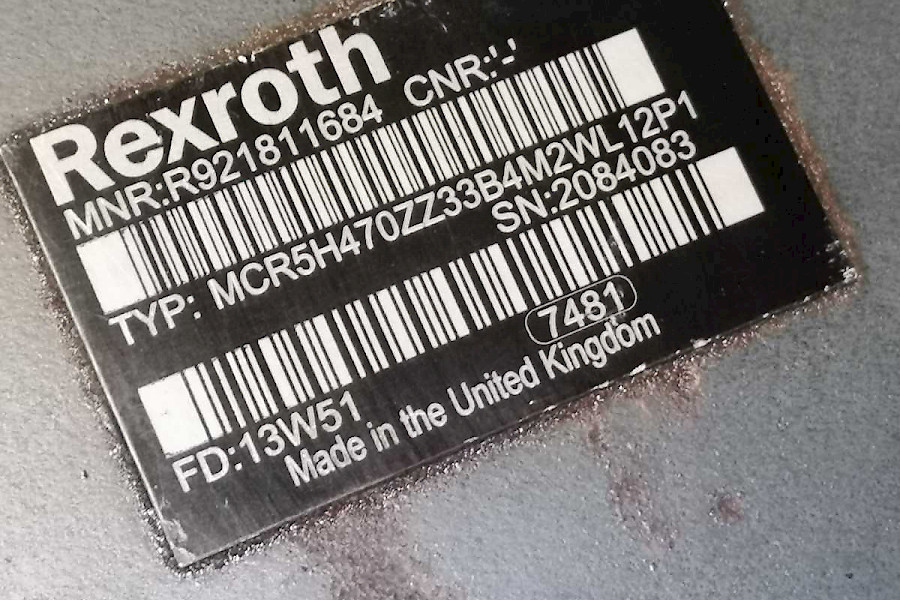 Rexroth
MNR:R921811684 CNR:'-'
TYP: MCR5H470ZZ33B4M2WL12P1
SN:2084083
7481
FD:13W51
Made in the United Kingdom